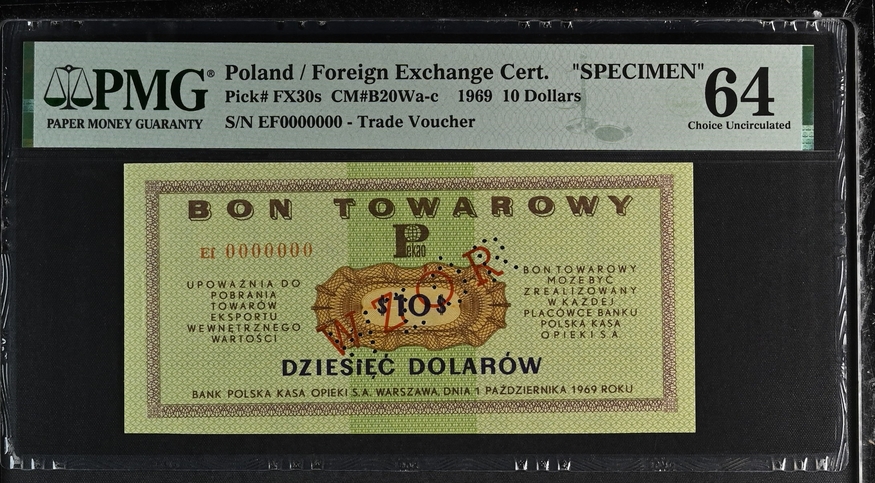 PMG®
PAPER MONEY GUARANTY
Poland / Foreign Exchange Cert. "SPECIMEN"
Pick# FX30s CM#B20Wa-c 1969 10 Dollars
S/N EF0000000 - Trade Voucher
64
Choice Uncirculated
BON TOWAROWY
Ef 0000000
Pekao
UPOWAŻNIA DO
POBRANIA
TOWARÓW
EKSPORTU
WEWNĘTRZNEGO
WARTOŚCI
$10$
WZOR
BON TOWAROWY
MOŻE BYĆ
ZREALIZOWANY
W KAŻDEJ
PLACÓWCE BANKU
POLSKA KASA
OPIEKI S.A.
DZIESIĘĆ DOLARÓW
BANK POLSKA KASA OPIEKI S.A. WARSZAWA, DNIA 1 PAŹDZIERNIKA 1969 ROKU